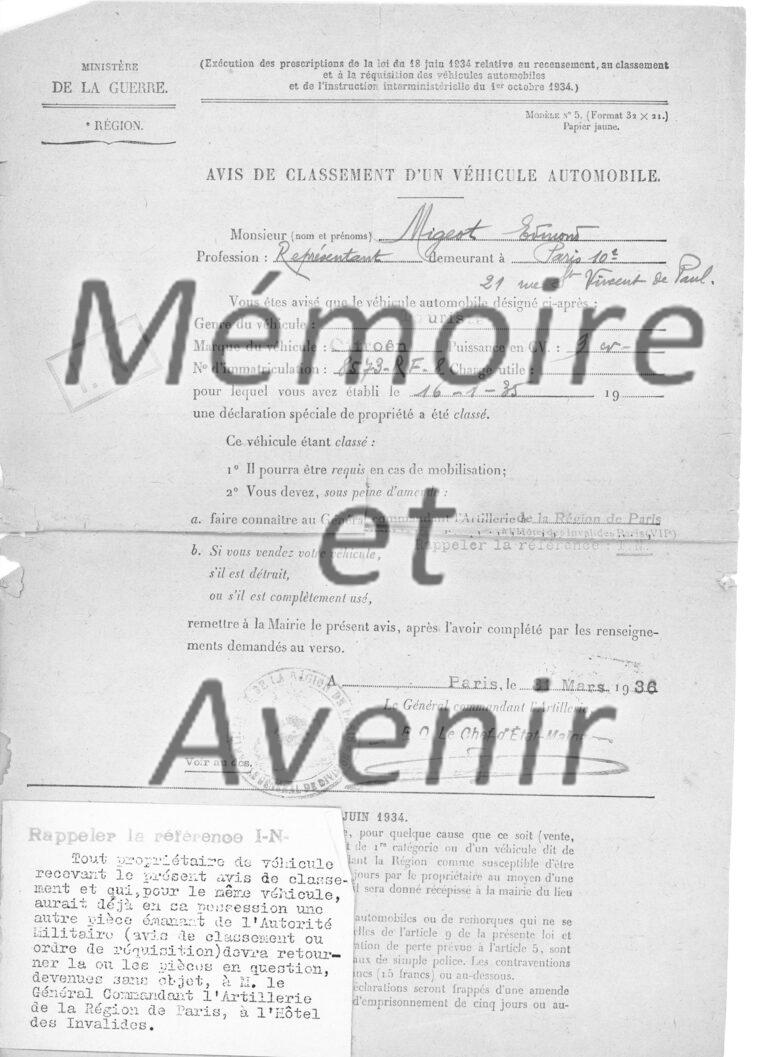 MINISTÈRE
DE LA GUERRE.
e RÉGION.
(Exécution des prescriptions de la loi du 18 juin 1934 relative au recensement, au classement
et à la réquisition des véhicules automobiles
et de l'instruction interministérielle du 1er octobre 1934.)
MODÈLE N° 5. (Format 32 × 21.)
Papier jaune.
AVIS DE CLASSEMENT D'UN VÉHICULE AUTOMOBILE.
Monsieur (nom et prénoms) Migeot Edmond
Profession : Représentant demeurant à Paris 10e
21 rue St Vincent de Paul.
Vous êtes avisé que le véhicule automobile désigné ci-après :
Genre du véhicule :
Marque du véhicule : Citroën Puissance en CV. : 9 cv
N° d'immatriculation : 8573-RF-8 Charge utile :
pour lequel vous avez établi le 16-1-35 19
une déclaration spéciale de propriété a été classé.
Ce véhicule étant classé :
1° Il pourra être requis en cas de mobilisation;
2° Vous devez, sous peine d'amende :
a. faire connaître au Général commandant l'Artillerie de la Région de Paris
Rappeler la référence : I-N.
b. Si vous vendez votre véhicule,
s'il est détruit,
ou s'il est complètement usé,
remettre à la Mairie le présent avis, après l'avoir complété par les renseigne-
ments demandés au verso.
A Paris, le 31 Mars 1936
Le Général commandant l'Artillerie
P.O. Le Chef d'État-Major
Voir au dos.
JUIN 1934.
, pour quelque cause que ce soit (vente,
t de 1re catégorie ou d'un véhicule dit de
ant la Région comme susceptible d'être
jours par le propriétaire au moyen d'une
il sera donné récépissé à la mairie du lieu
automobiles ou de remorques qui ne se
elles de l'article 9 de la présente loi et
ation de perte prévue à l'article 5, sont
aux de simple police. Les contraventions
ncs (15 francs) ou au-dessous.
éclarations seront frappés d'une amende
d'emprisonnement de cinq jours ou au-
Rappeler la référence I-N-
Tout propriétaire de véhicule
recevant le présent avis de classe-
ment et qui, pour le même véhicule,
aurait déjà en sa possession une
autre pièce émanant de l'Autorité
Militaire (avis de classement ou
ordre de réquisition) devra retour-
ner la ou les pièces en question,
devenues sans objet, à M. le
Général Commandant l'Artillerie
de la Région de Paris, à l'Hôtel
des Invalides.
Mémoire
et
Avenir